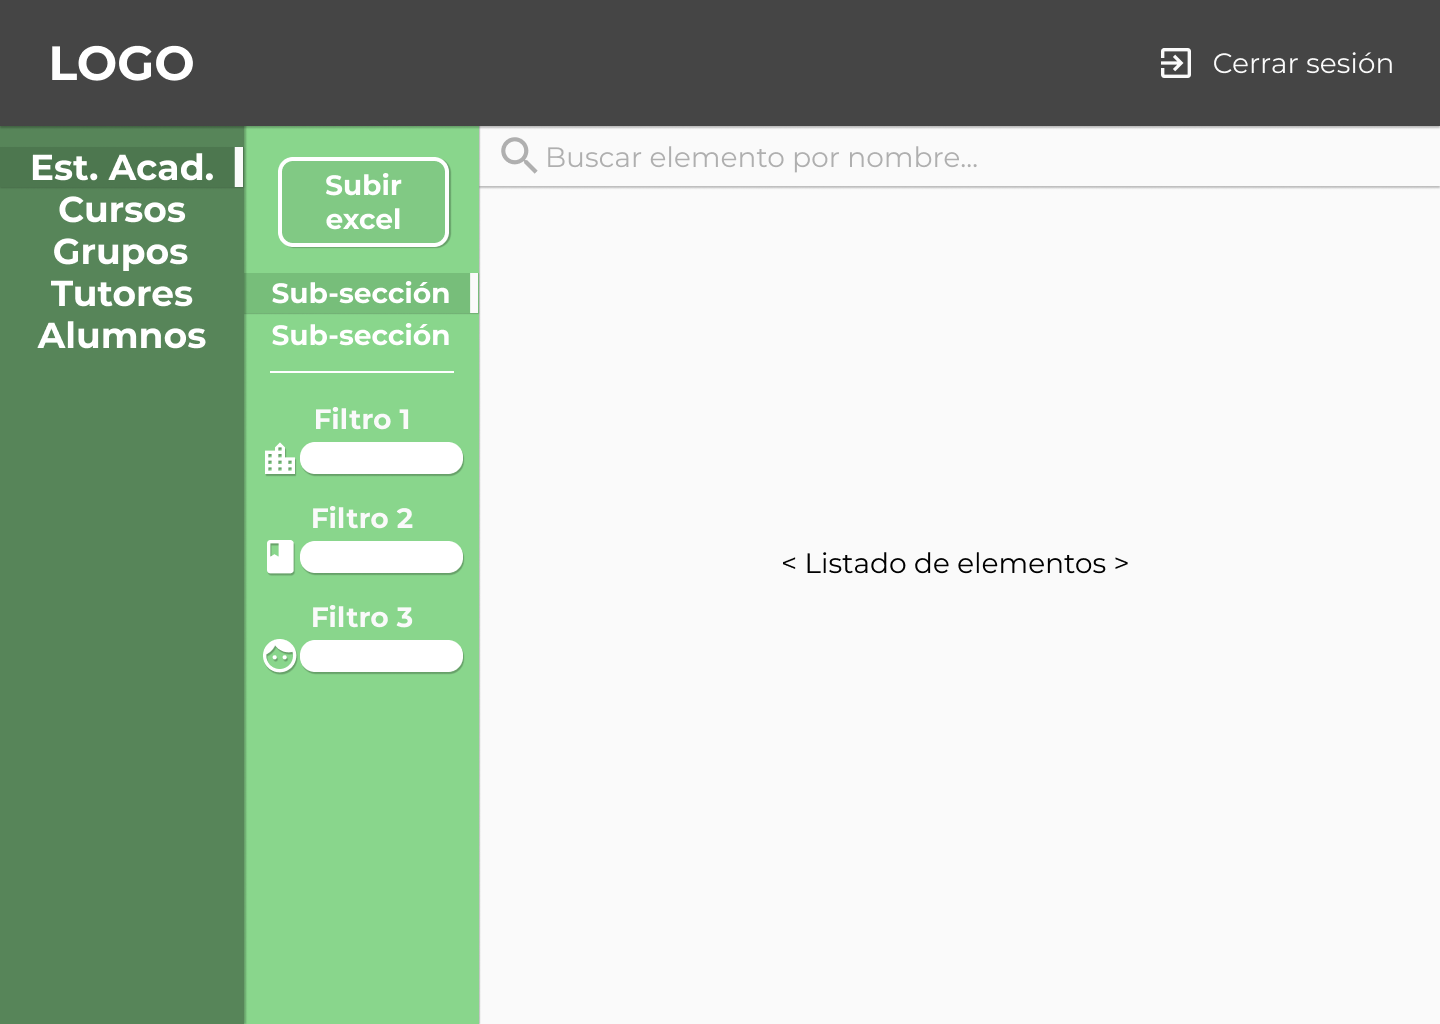 LOGO
Cerrar sesión
Est. Acad.
Cursos
Grupos
Tutores
Alumnos
Subir
excel
Sub-sección
Sub-sección
Filtro 1
Filtro 2
Filtro 3
Buscar elemento por nombre...
< Listado de elementos >